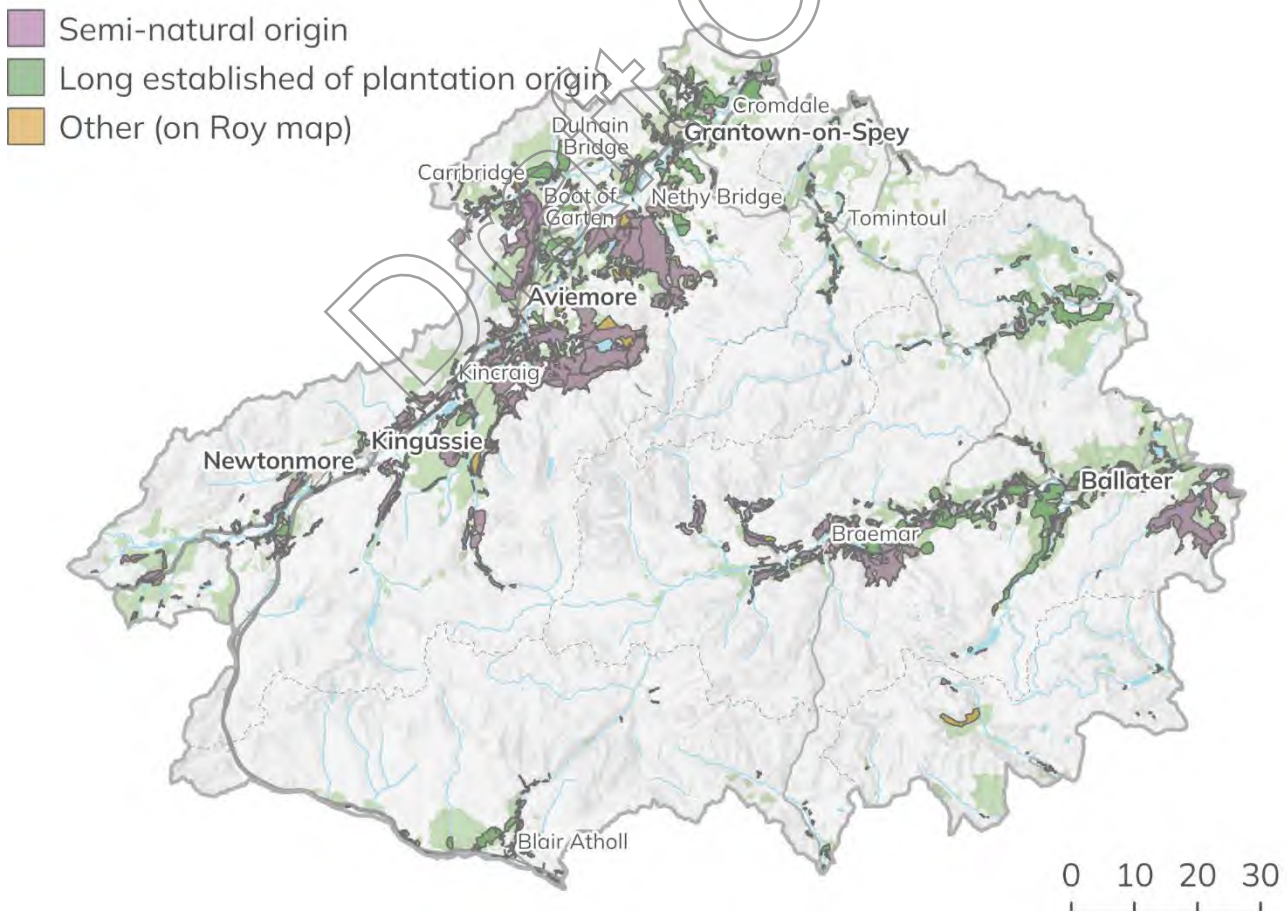 Semi-natural origin
Long established of plantation origin
Other (on Roy map)
Cromdale
Dulnain
Bridge
Grantown-on-Spey
Carrbridge
Boat of
Garten
Nethy Bridge
Tomintoul
Aviemore
Kincraig
Kingussie
Newtonmore
Ballater
Braemar
Blair Atholl
0 10 20 30